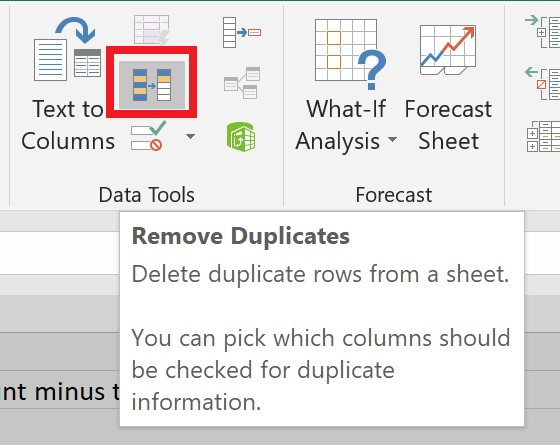 Text to
Columns
What-If
Analysis
Forecast
Sheet
Data Tools
Forecast
Remove Duplicates
Delete duplicate rows from a sheet.
You can pick which columns should
be checked for duplicate
information.
nt minus t